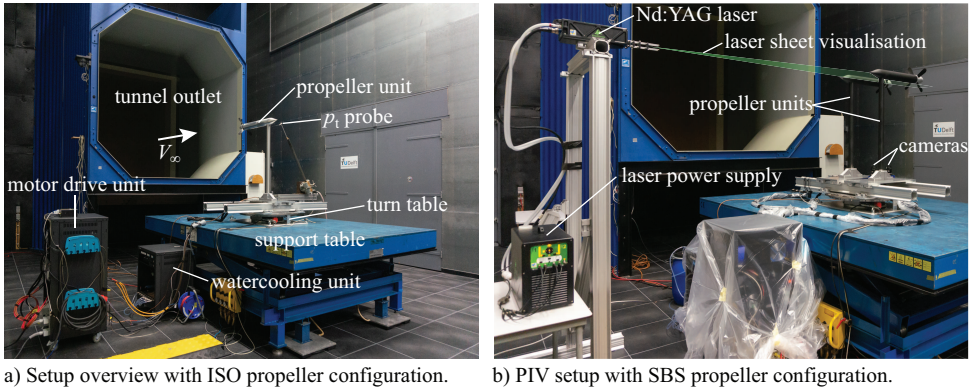 tunnel outlet
propeller unit
pt probe
V∞
motor drive unit
turn table
support table
watercooling unit
TUDelft
a) Setup overview with ISO propeller configuration.
Nd:YAG laser
laser sheet visualisation
propeller units
TUDelft
cameras
laser power supply
b) PIV setup with SBS propeller configuration.